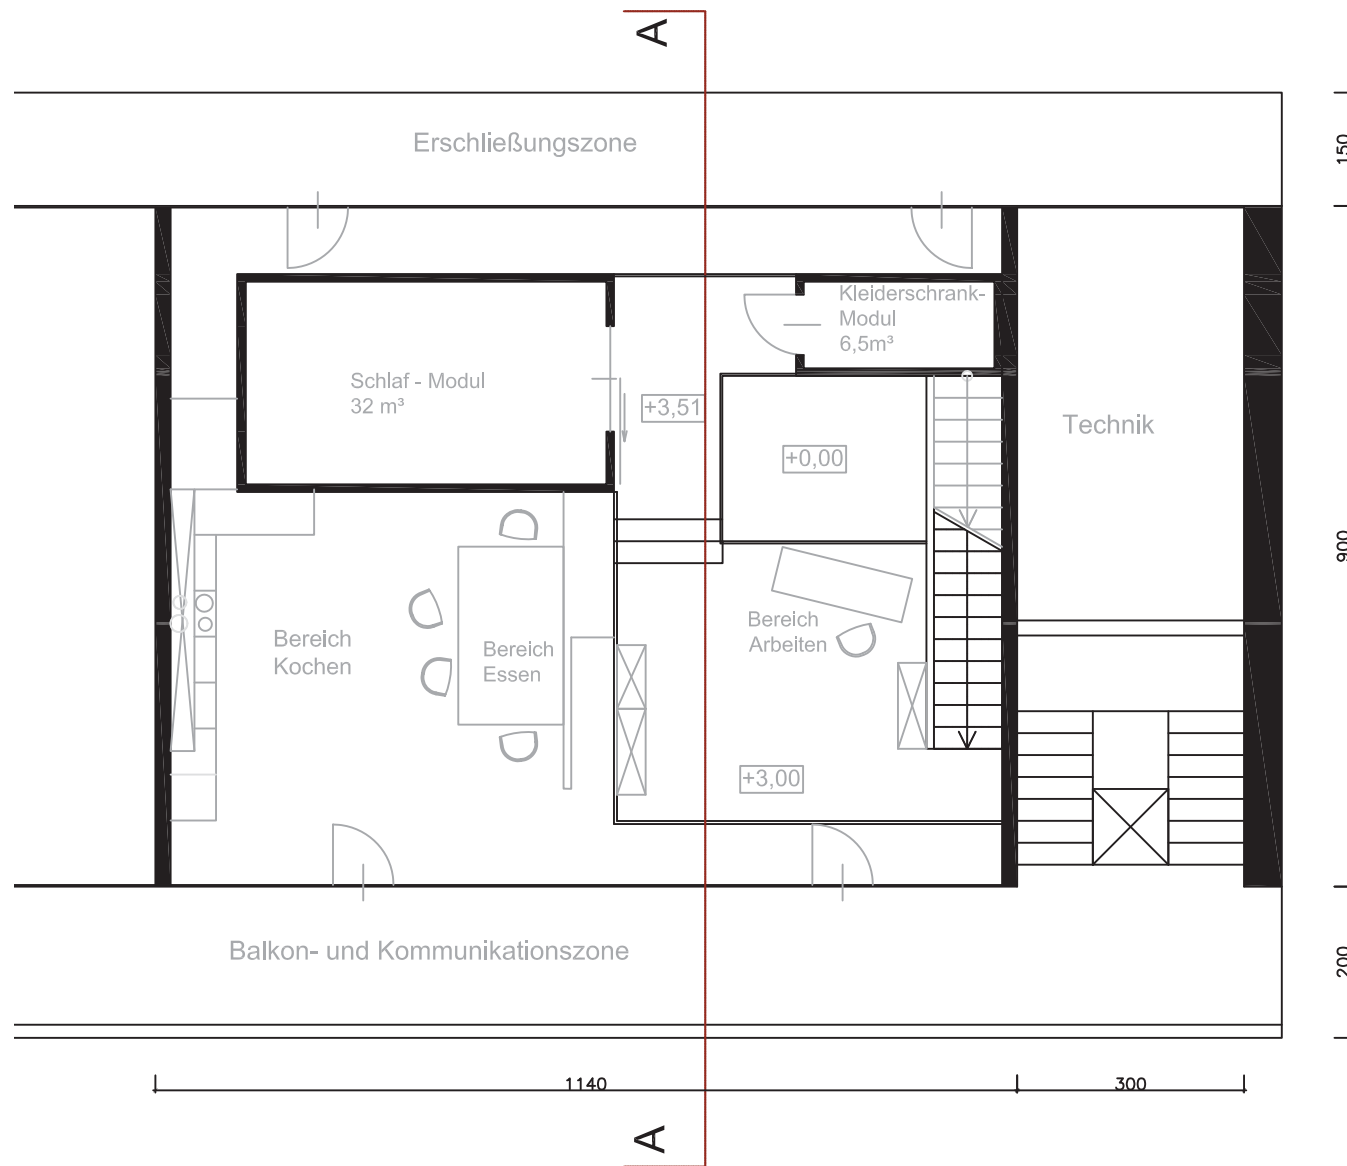 A
Erschließungszone
150
Kleiderschrank-
Modul
6,5m³
Schlaf - Modul
32 m³
+3,51
+0,00
Technik
900
Bereich
Kochen
Bereich
Essen
Bereich
Arbeiten
+3,00
Balkon- und Kommunikationszone
200
1140
300
A